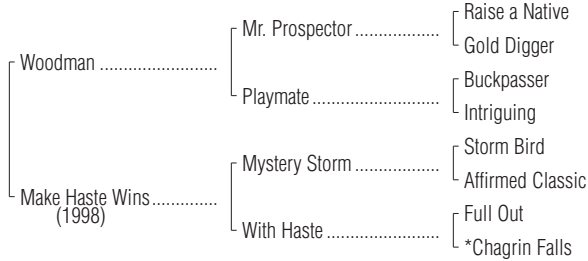 Raise a Native
Mr. Prospector ..................
Gold Digger
Woodman .........................
Buckpasser
Playmate ...........................
Intriguing
Storm Bird
Mystery Storm ..................
Affirmed Classic
Make Haste Wins ..............
(1998)
Full Out
With Haste ........................
*Chagrin Falls